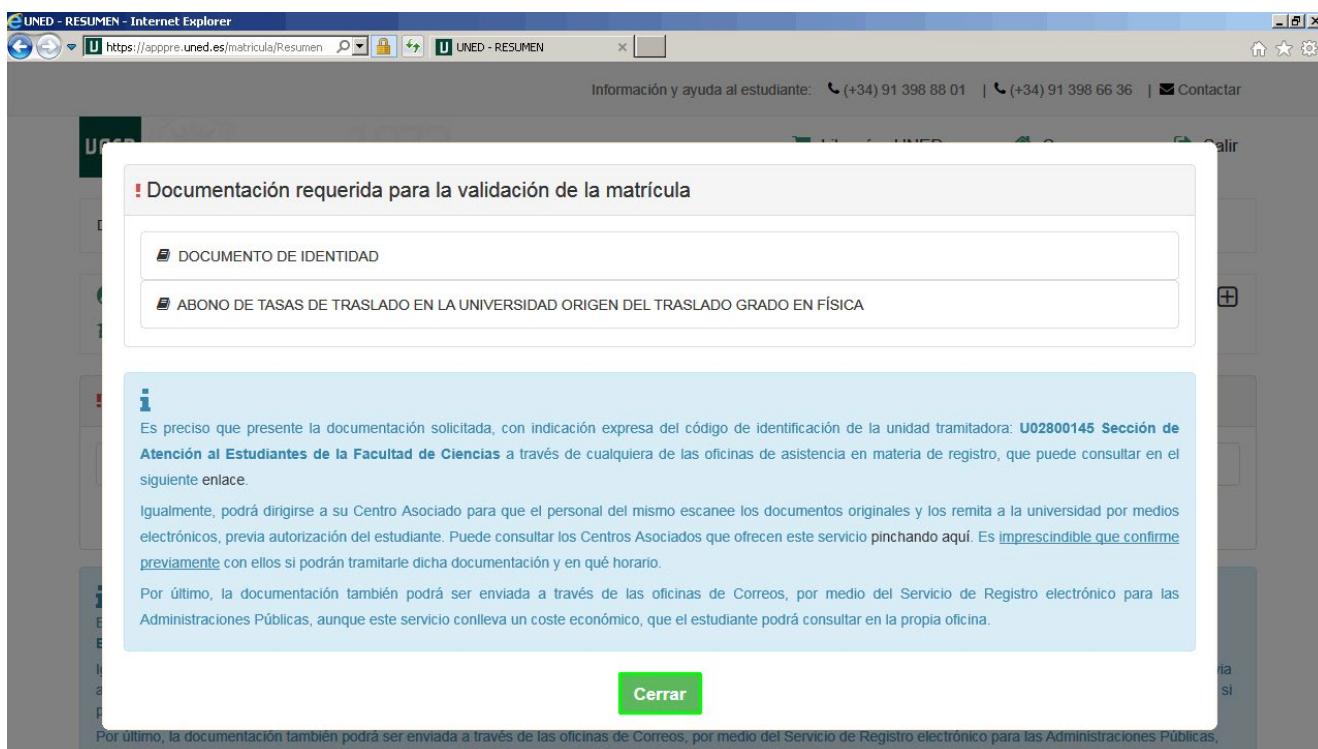 UNED - RESUMEN - Internet Explorer
https://apppre.uned.es/matricula/Resumen
UNED - RESUMEN
Información y ayuda al estudiante: (+34) 91 398 88 01 | (+34) 91 398 66 36 | Contactar
Salir
! Documentación requerida para la validación de la matrícula
DOCUMENTO DE IDENTIDAD
ABONO DE TASAS DE TRASLADO EN LA UNIVERSIDAD ORIGEN DEL TRASLADO GRADO EN FÍSICA
Es preciso que presente la documentación solicitada, con indicación expresa del código de identificación de la unidad tramitadora: U02800145 Sección de
Atención al Estudiantes de la Facultad de Ciencias a través de cualquiera de las oficinas de asistencia en materia de registro, que puede consultar en el
siguiente enlace.
Igualmente, podrá dirigirse a su Centro Asociado para que el personal del mismo escanee los documentos originales y los remita a la universidad por medios
electrónicos, previa autorización del estudiante. Puede consultar los Centros Asociados que ofrecen este servicio pinchando aquí. Es imprescindible que confirme
previamente con ellos si podrán tramitarle dicha documentación y en qué horario.
Por último, la documentación también podrá ser enviada a través de las oficinas de Correos, por medio del Servicio de Registro electrónico para las
Administraciones Públicas, aunque este servicio conlleva un coste económico, que el estudiante podrá consultar en la propia oficina.
Cerrar
Por último, la documentación también podrá ser enviada a través de las oficinas de Correos, por medio del Servicio de Registro electrónico para las Administraciones Públicas,